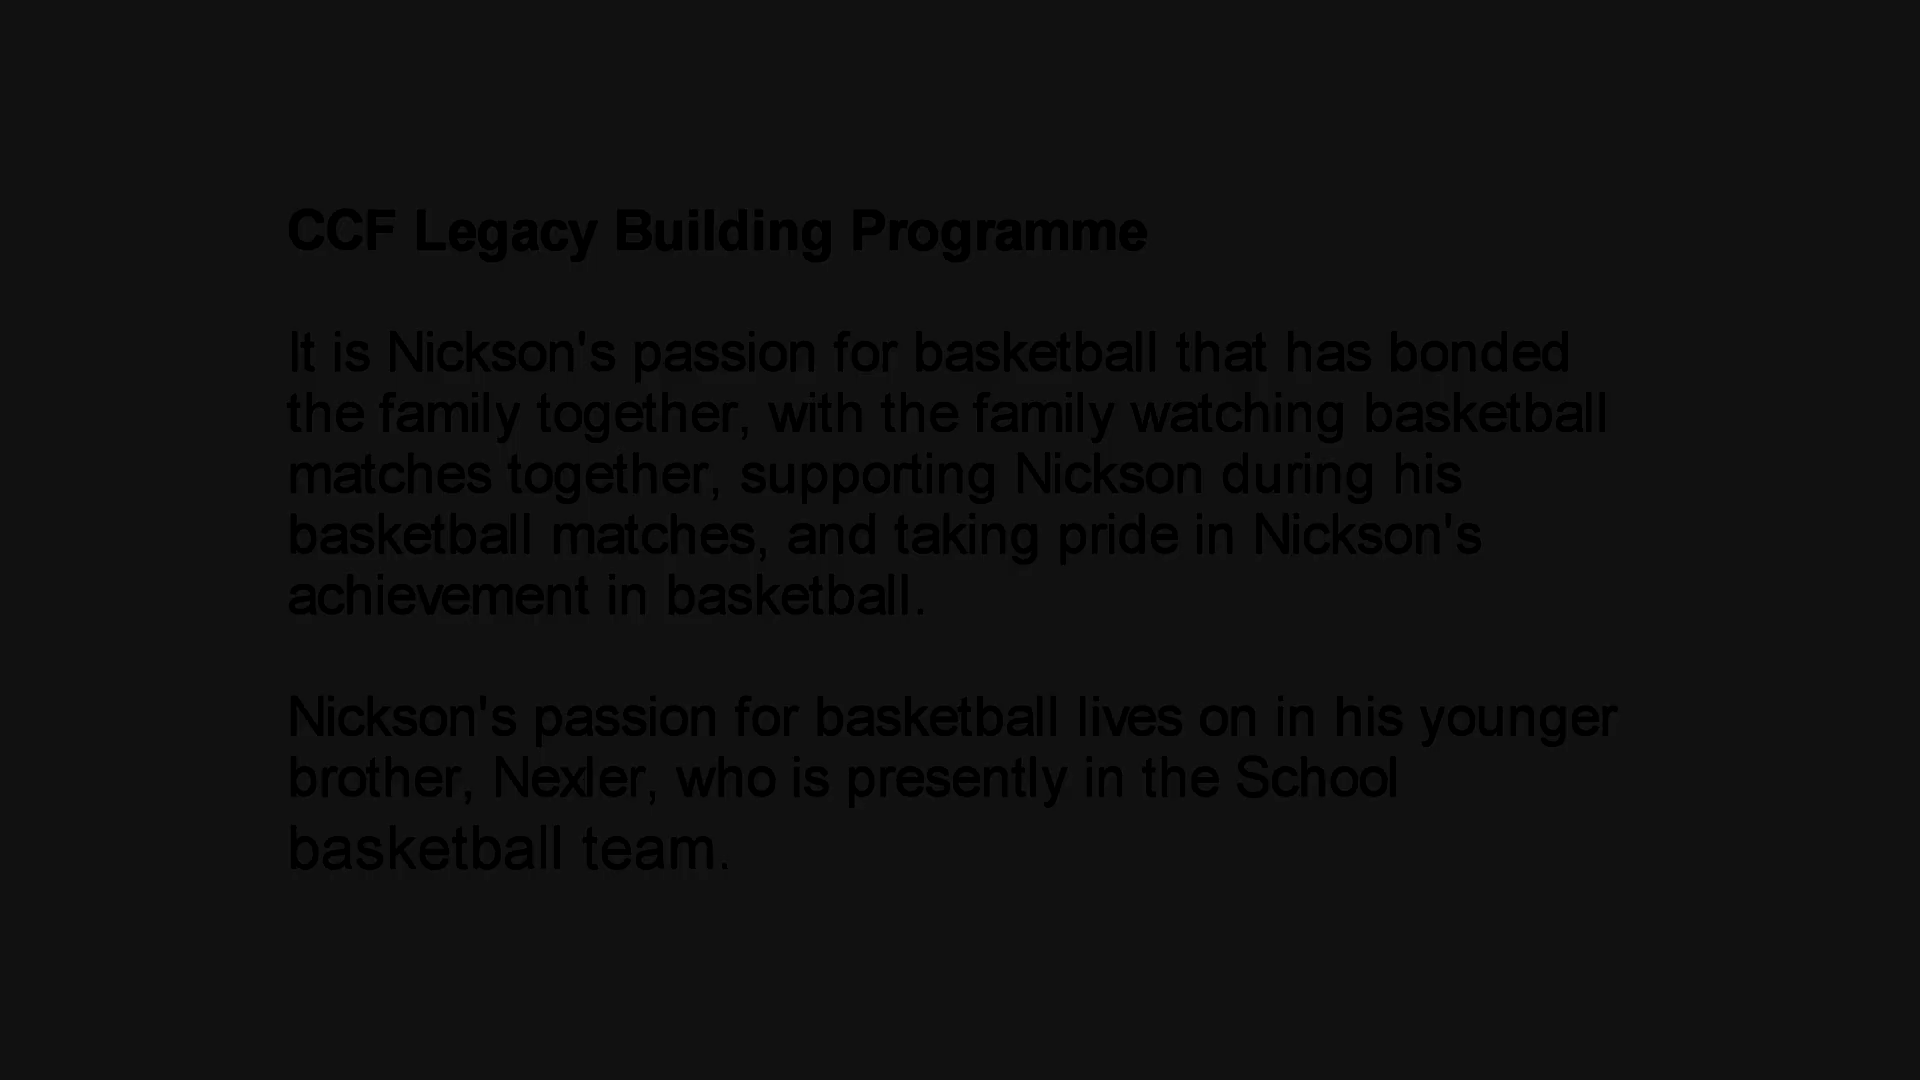 CCF Legacy Building Programme
It is Nickson's passion for basketball that has bonded
the family together, with the family watching basketball
matches together, supporting Nickson during his
basketball matches, and taking pride in Nickson's
achievement in basketball.
Nickson's passion for basketball lives on in his younger
brother, Nexler, who is presently in the School
basketball team.